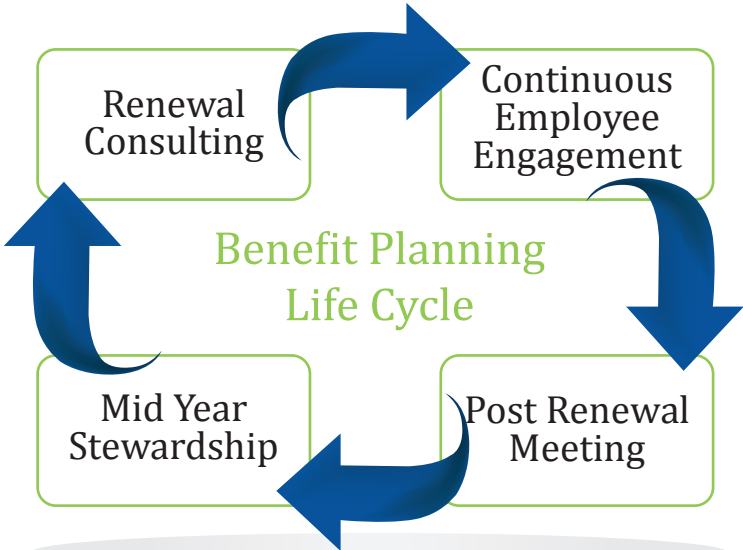 Renewal
Consulting
Continuous
Employee
Engagement
Benefit Planning
Life Cycle
Mid Year
Stewardship
Post Renewal
Meeting